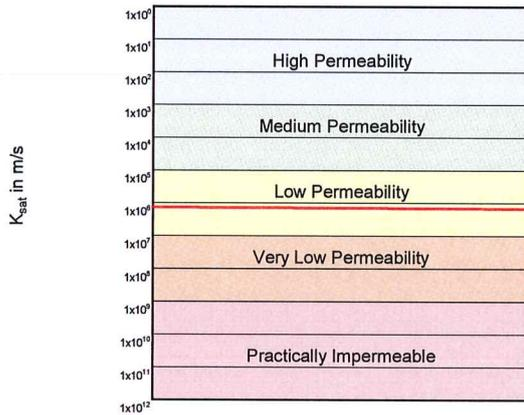 1x10⁰
1x10¹
High Permeability
1x10²
1x10³
Medium Permeability
1x10⁴
1x10⁵
Low Permeability
1x10⁶
1x10⁷
Very Low Permeability
1x10⁸
1x10⁹
1x10¹⁰
Practically Impermeable
1x10¹¹
1x10¹²
K_sat in m/s